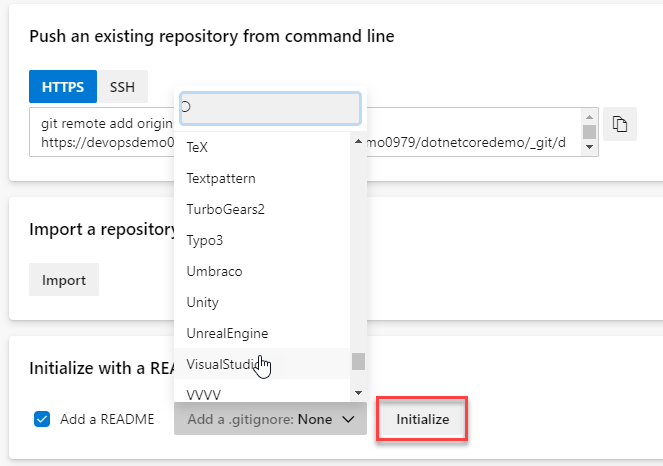 Push an existing repository from command line
HTTPS
SSH
git remote add origin
https://devopsdemo0
mo0979/dotnetcoredemo/_git/d
TeX
Textpattern
TurboGears2
Typo3
Import a repository
Umbraco
Import
Unity
UnrealEngine
Initialize with a REA
VisualStudio
VVVV
Add a README
Add a .gitignore: None
Initialize